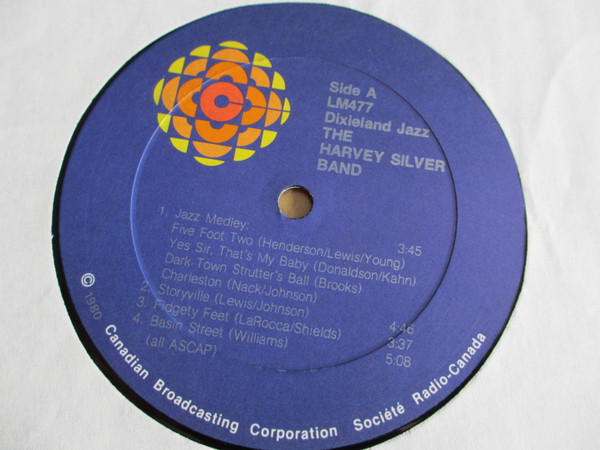 Side A
LM477
Dixieland Jazz
THE
HARVEY SILVER
BAND
1. Jazz Medley:
Five Foot Two (Henderson/Lewis/Young) 3:45
Yes Sir, That's My Baby (Donaldson/Kahn)
Dark Town Strutter's Ball (Brooks)
Charleston (Nack/Johnson)
2. Storyville (Lewis/Johnson) 4:46
3. Fidgety Feet (LaRocca/Shields) 3:37
4. Basin Street (Williams) 5:08
(all ASCAP)
© 1980 Canadian Broadcasting Corporation Société Radio-Canada